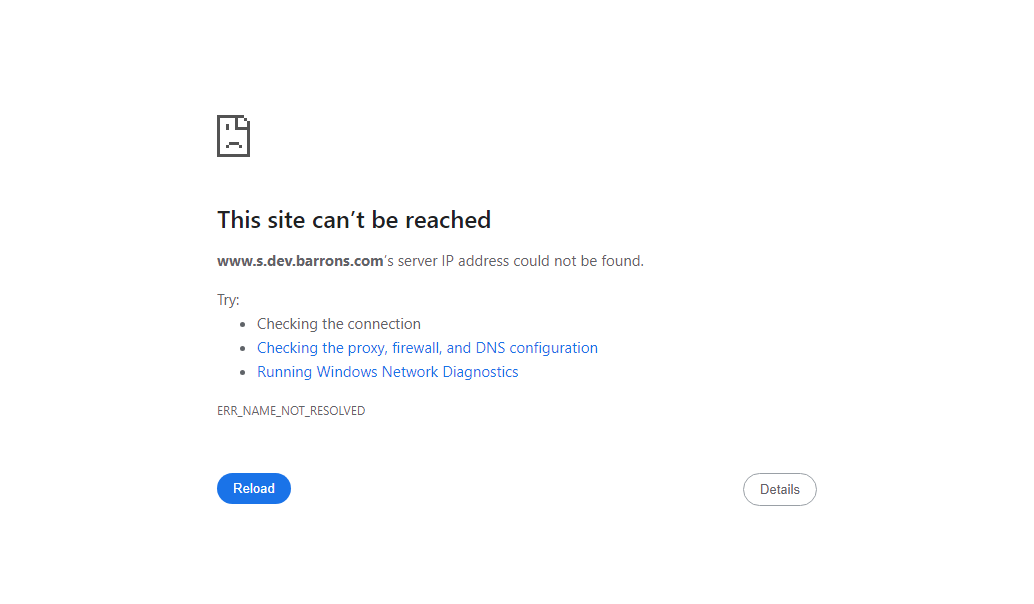 This site can’t be reached
www.s.dev.barrons.com’s server IP address could not be found.
Try:
Checking the connection
Checking the proxy, firewall, and DNS configuration
Running Windows Network Diagnostics
ERR_NAME_NOT_RESOLVED
Reload
Details